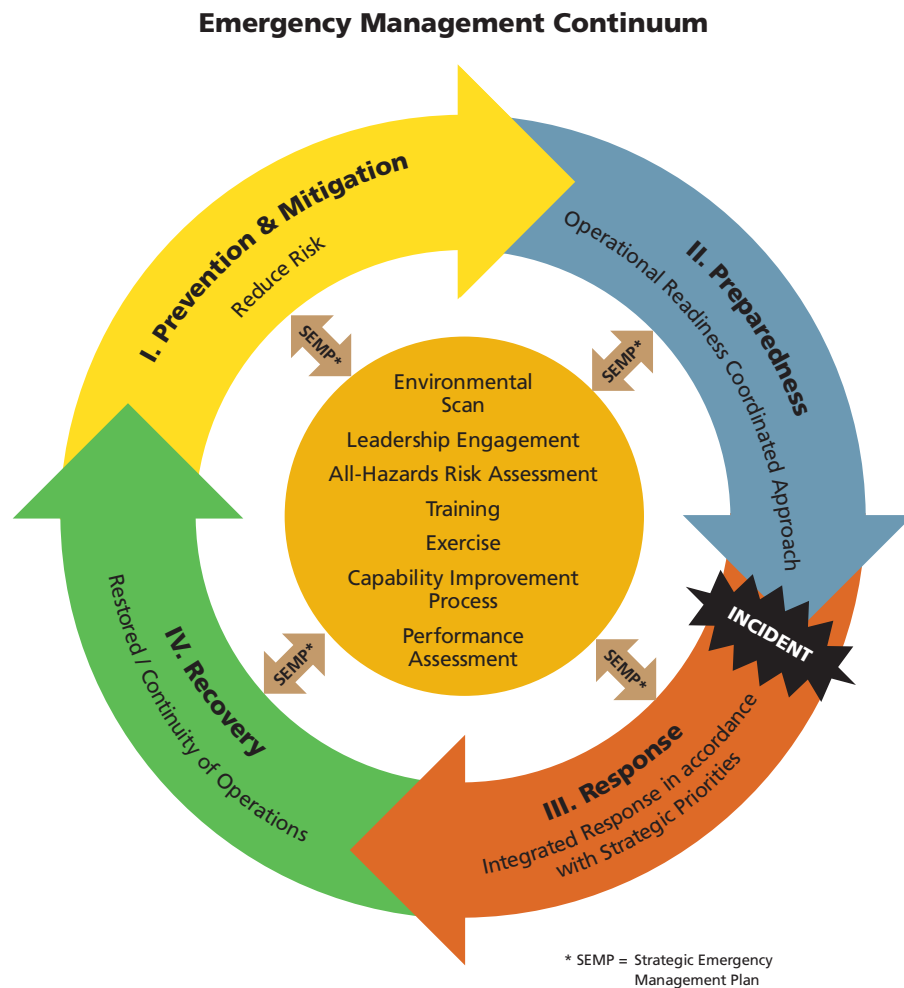 Emergency Management Continuum
I. Prevention & Mitigation
Reduce Risk
II. Preparedness
Operational Readiness Coordinated Approach
SEMP*
SEMP*
Environmental
Scan
Leadership Engagement
All-Hazards Risk Assessment
Training
Exercise
Capability Improvement
Process
Performance
Assessment
INCIDENT
SEMP*
SEMP*
III. Response
Integrated Response in accordance
with Strategic Priorities
IV. Recovery
Restored / Continuity of Operations
* SEMP = Strategic Emergency
Management Plan